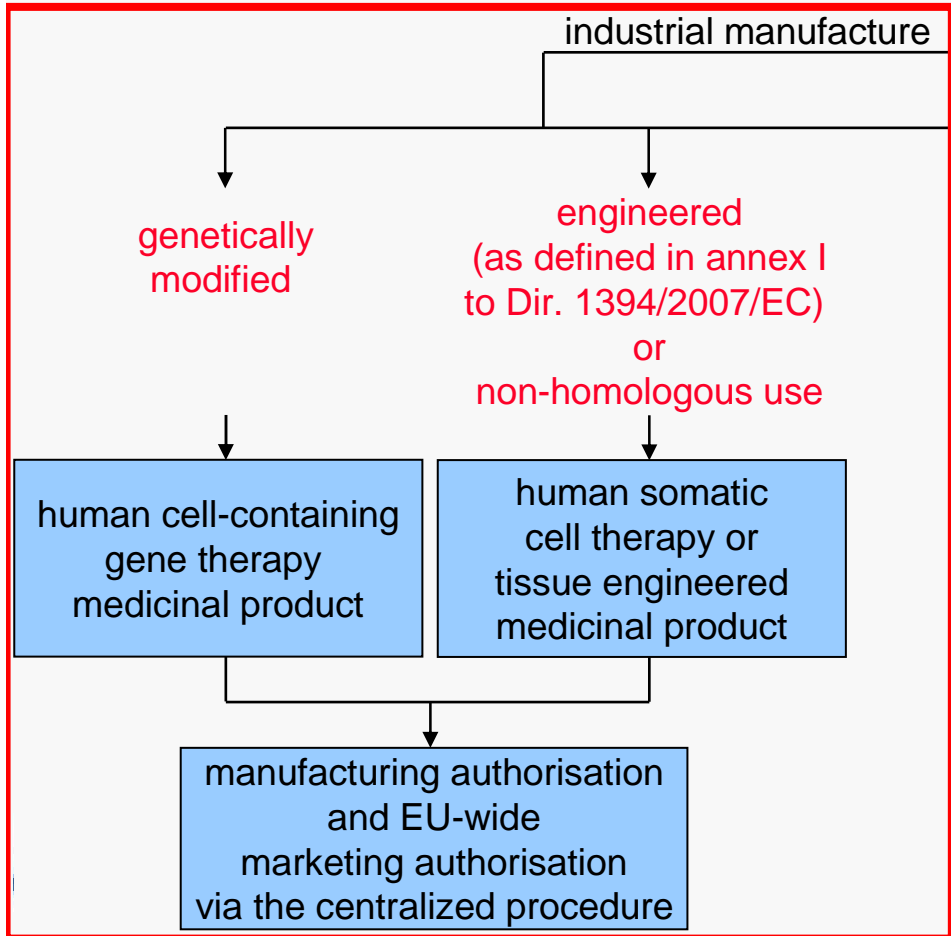 industrial manufacture
genetically
modified
engineered
(as defined in annex I
to Dir. 1394/2007/EC)
or
non-homologous use
human cell-containing
gene therapy
medicinal product
human somatic
cell therapy or
tissue engineered
medicinal product
manufacturing authorisation
and EU-wide
marketing authorisation
via the centralized procedure